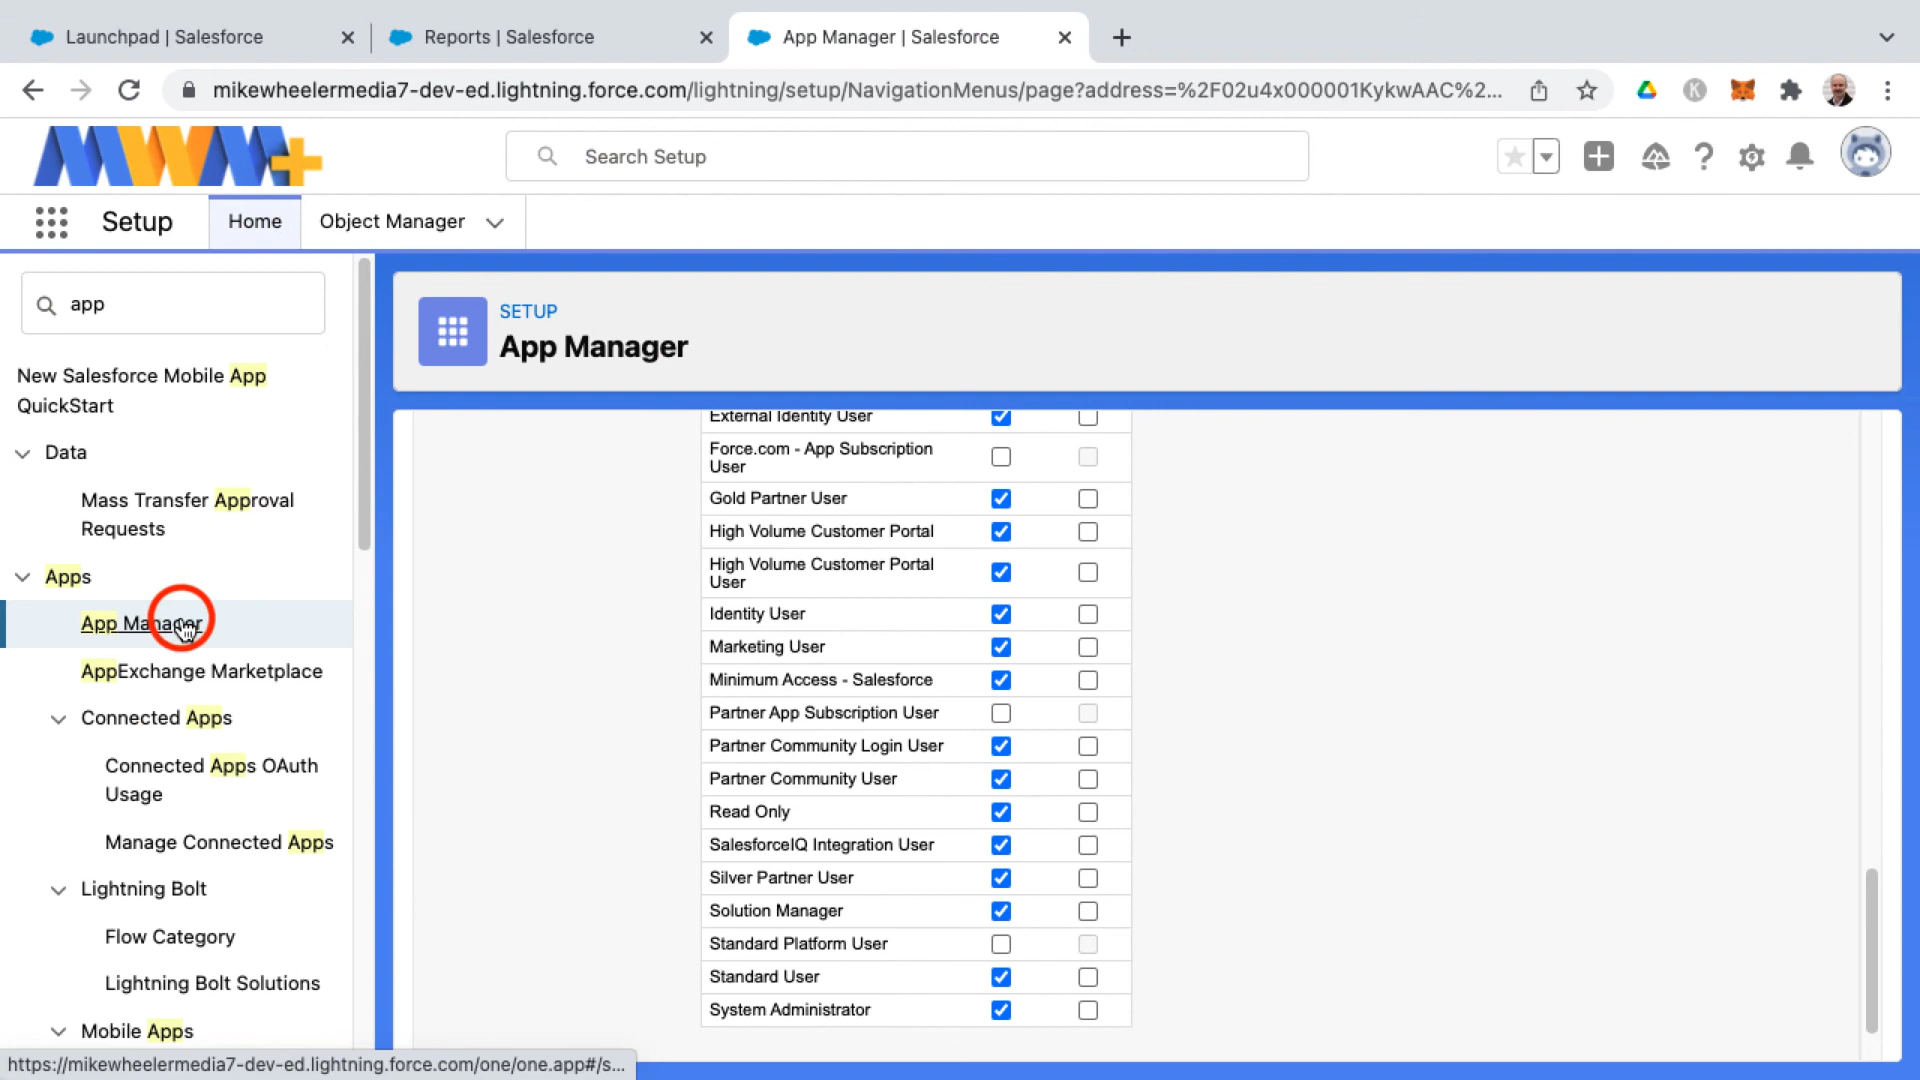 Launchpad | Salesforce
Reports | Salesforce
App Manager | Salesforce
mikewheelermedia7-dev-ed.lightning.force.com/lightning/setup/NavigationMenus/page?address=%2F02u4x000001KykwAAC%2...
K
MWM+
Search Setup
Setup
Home
Object Manager
app
New Salesforce Mobile App
QuickStart
Data
Mass Transfer Approval
Requests
Apps
App Manager
AppExchange Marketplace
Connected Apps
Connected Apps OAuth
Usage
Manage Connected Apps
Lightning Bolt
Flow Category
Lightning Bolt Solutions
Mobile Apps
SETUP
App Manager
External Identity User
Force.com - App Subscription
User
Gold Partner User
High Volume Customer Portal
High Volume Customer Portal
User
Identity User
Marketing User
Minimum Access - Salesforce
Partner App Subscription User
Partner Community Login User
Partner Community User
Read Only
SalesforceIQ Integration User
Silver Partner User
Solution Manager
Standard Platform User
Standard User
System Administrator
https://mikewheelermedia7-dev-ed.lightning.force.com/one/one.app#/s...